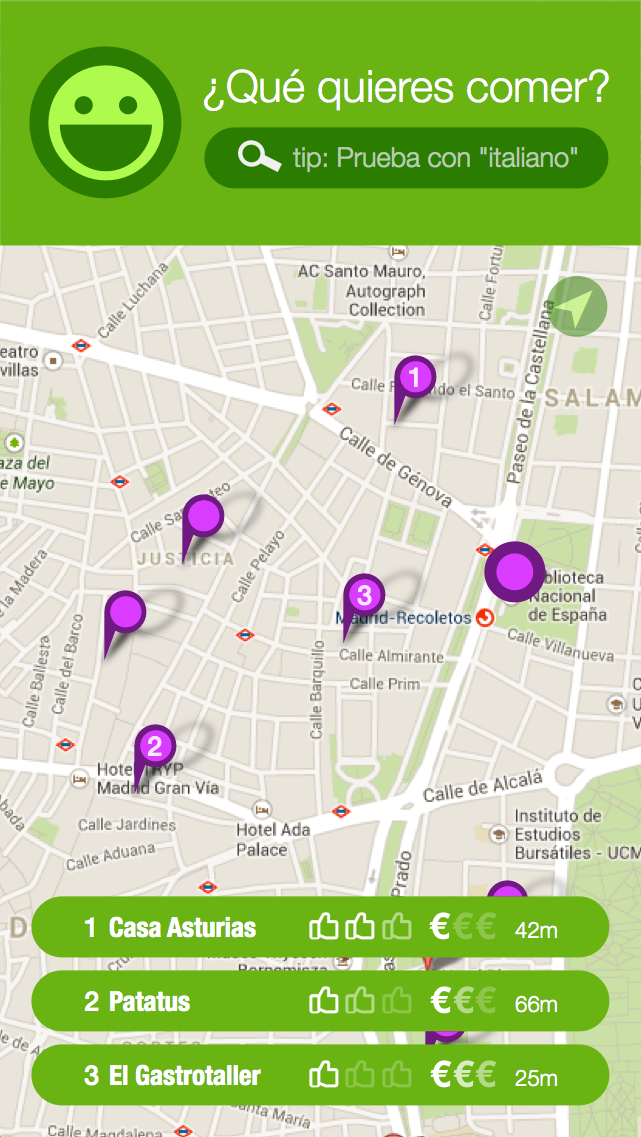 ¿Qué quieres comer?
tip: Prueba con "italiano"
AC Santo Mauro,
Autograph
Collection
Calle Luchana
Calle Fortu
Paseo de la Castellana
eatro
villas
1
el Santo
SALAM
aza del
e Mayo
Calle de Génova
JUSTICIA
Calle Pelayo
e la Madera
Calle Ballesta
Calle del Barco
3
Madrid-Recoletos
Biblioteca
Nacional
de España
Calle Villanueva
Calle Almirante
Calle Prim
Calle Barquillo
2
Hotel TRYP
Madrid Gran Vía
Calle de Alcalá
Calle Jardines
Calle Aduana
Hotel Ada
Palace
Instituto de
Estudios
Bursátiles - UCM
Prado
D
1 Casa Asturias €€€ 42m
2 Patatus €€€ 66m
3 El Gastrotaller €€€ 25m
Santa María
Calle Magdalena